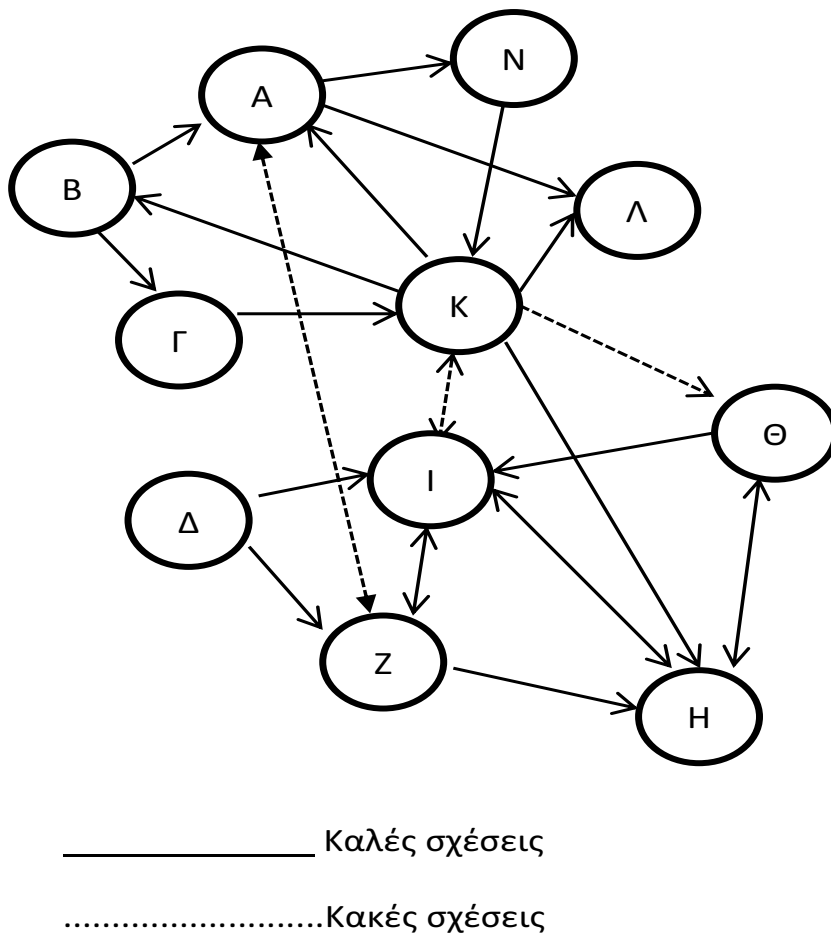 Ν
Α
Β
Λ
Κ
Γ
Θ
Ι
Δ
Ζ
Η
Καλές σχέσεις
...........................Κακές σχέσεις